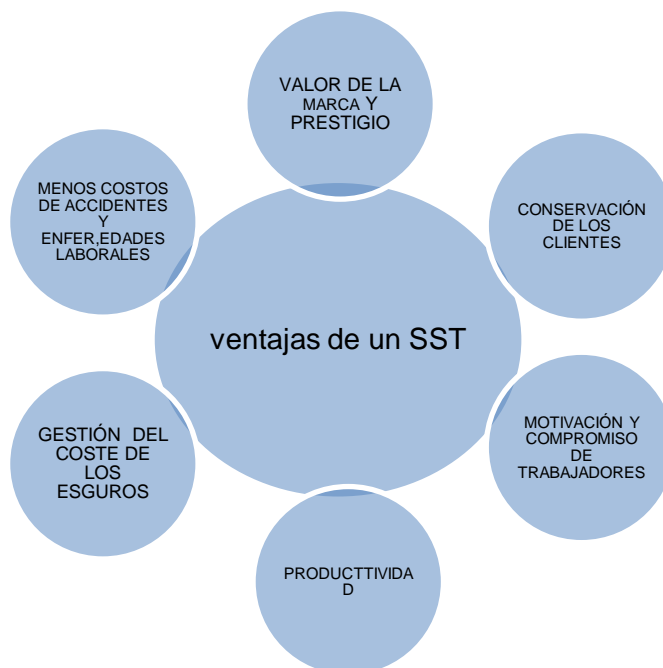 VALOR DE LA
MARCA Y
PRESTIGIO
CONSERVACIÓN
DE LOS
CLIENTES
MOTIVACIÓN Y
COMPROMISO
DE
TRABAJADORES
PRODUCTTIVIDA
D
GESTIÓN DEL
COSTE DE
LOS
ESGUROS
MENOS COSTOS
DE ACCIDENTES
Y
ENFER,EDADES
LABORALES
ventajas de un SST